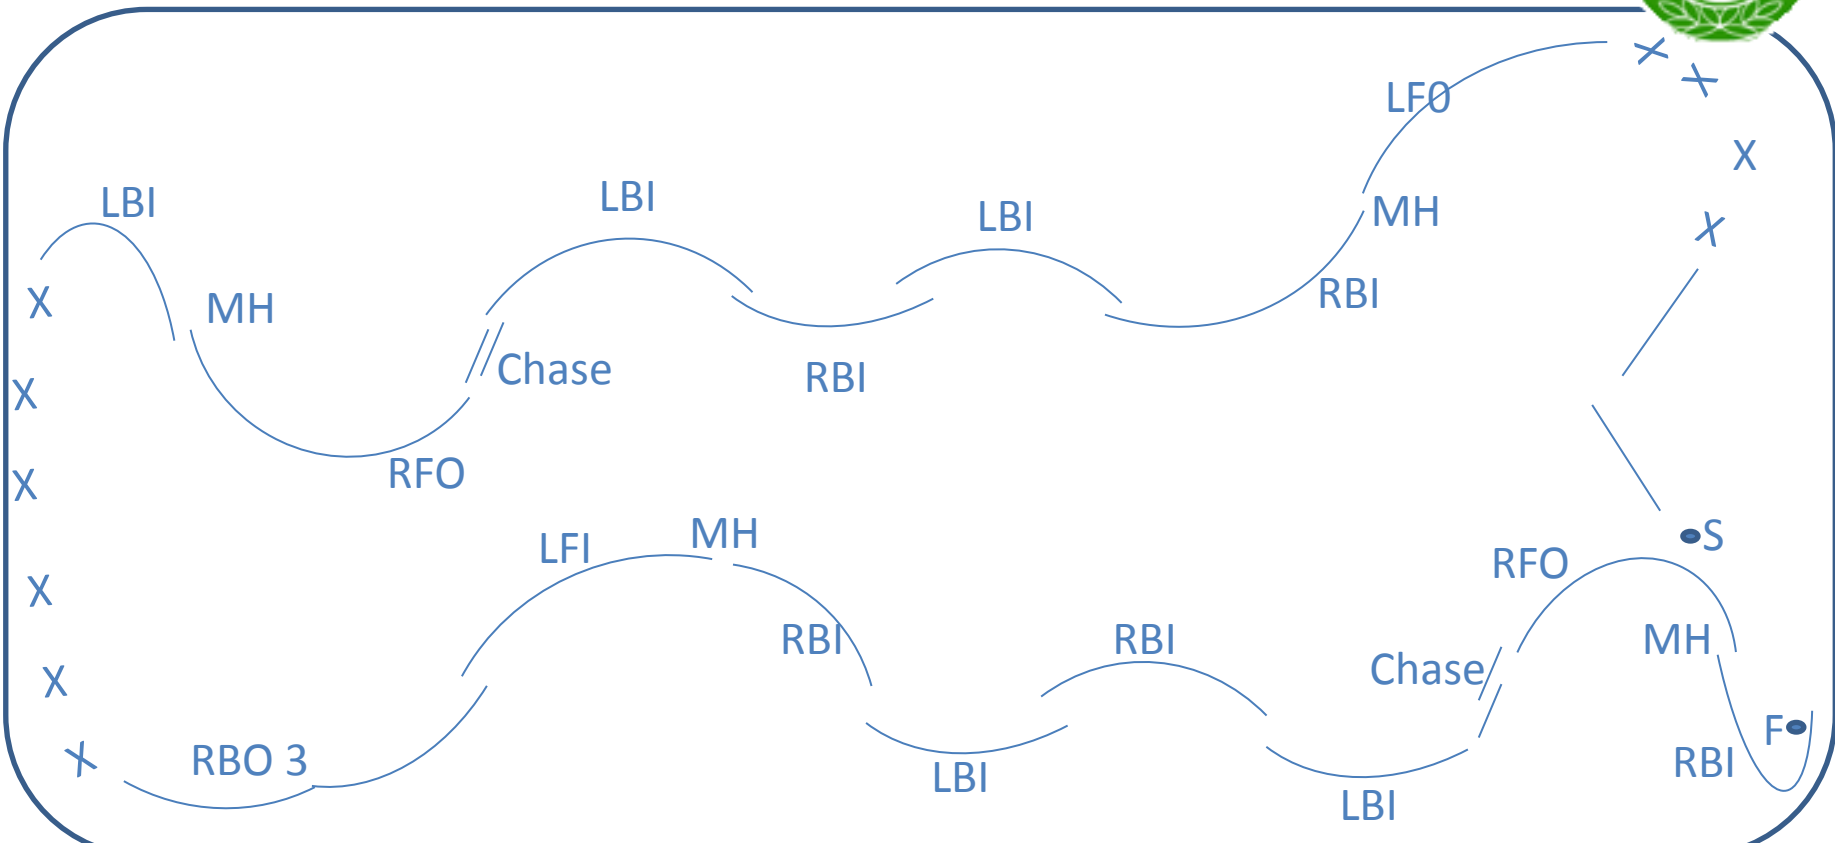 X
X
LF0
X
LBI
LBI
LBI
MH
X
RBI
X
MH
Chase
RBI
X
RFO
X
LFI
MH
S
RFO
X
RBI
RBI
MH
Chase
X
F
X
RBO 3
RBI
LBI
LBI